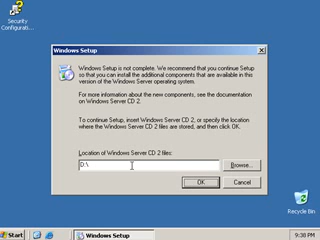 Security
Configurati...
Windows Setup
Windows Setup is not complete. We recommend that you continue Setup
so that you can install the additional components that are available in this
version of the Windows Server operating system.
For more information about the new components, see the documentation
on Windows Server CD 2.
To continue Setup, insert Windows Server CD 2, or specify the location
where the Windows Server CD 2 files are stored, and then click OK.
Location of Windows Server CD 2 files:
D:\
Browse...
OK
Cancel
Recycle Bin
Start
Windows Setup
9:38 PM